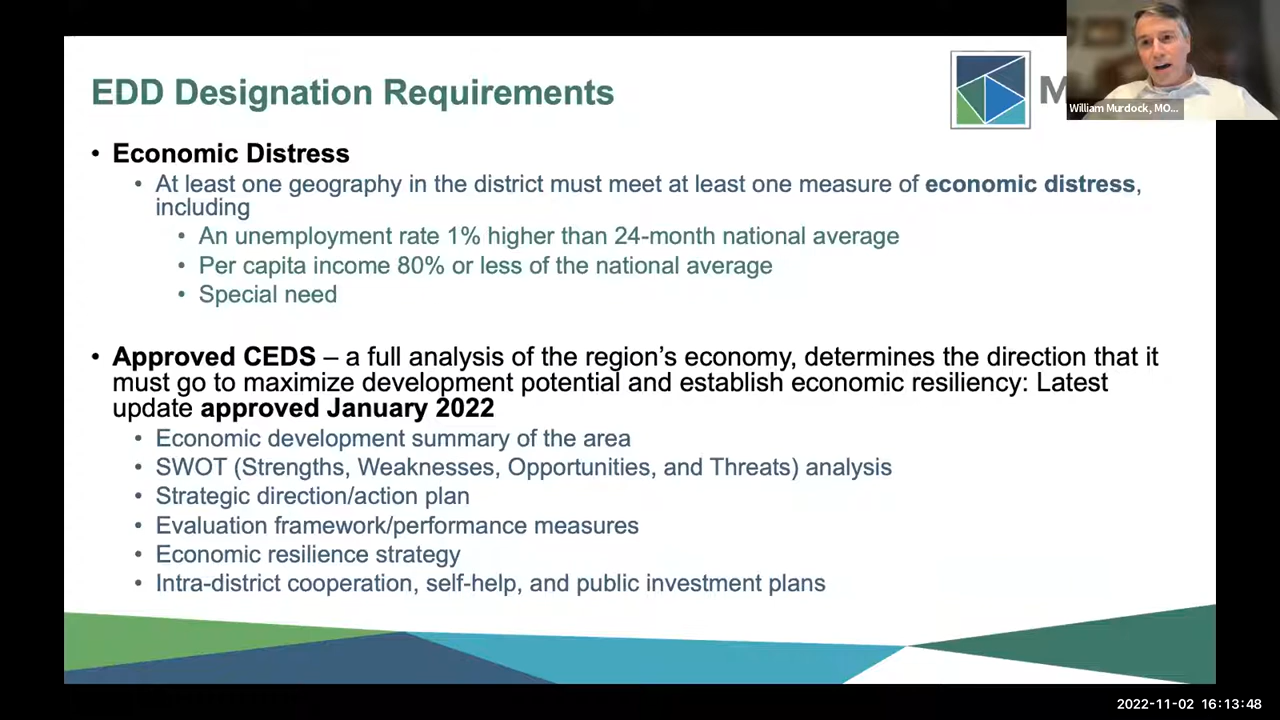 EDD Designation Requirements
M
William Murdock, MO...
• Economic Distress
• At least one geography in the district must meet at least one measure of economic distress,
including
• An unemployment rate 1% higher than 24-month national average
• Per capita income 80% or less of the national average
• Special need
• Approved CEDS – a full analysis of the region’s economy, determines the direction that it
must go to maximize development potential and establish economic resiliency: Latest
update approved January 2022
• Economic development summary of the area
• SWOT (Strengths, Weaknesses, Opportunities, and Threats) analysis
• Strategic direction/action plan
• Evaluation framework/performance measures
• Economic resilience strategy
• Intra-district cooperation, self-help, and public investment plans
2022-11-02 16:13:48